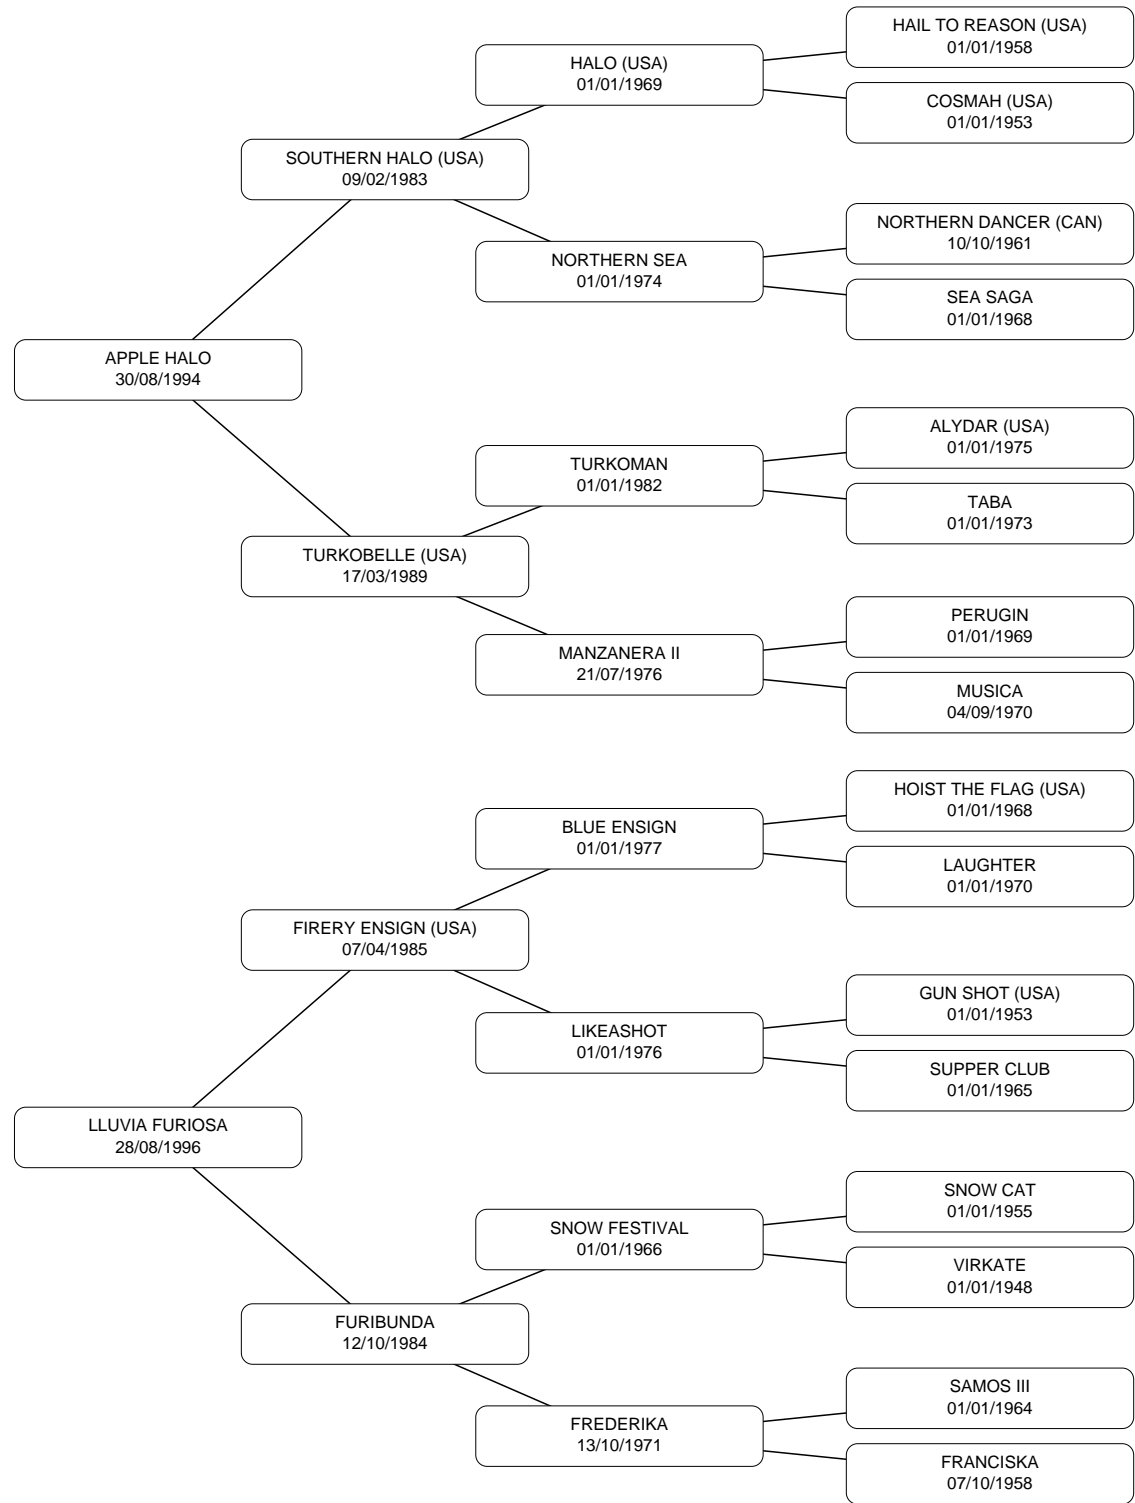 HAIL TO REASON (USA)
01/01/1958
HALO (USA)
01/01/1969
COSMAH (USA)
01/01/1953
SOUTHERN HALO (USA)
09/02/1983
NORTHERN DANCER (CAN)
10/10/1961
NORTHERN SEA
01/01/1974
SEA SAGA
01/01/1968
APPLE HALO
30/08/1994
ALYDAR (USA)
01/01/1975
TURKOMAN
01/01/1982
TABA
01/01/1973
TURKOBELLE (USA)
17/03/1989
PERUGIN
01/01/1969
MANZANERA II
21/07/1976
MUSICA
04/09/1970
HOIST THE FLAG (USA)
01/01/1968
BLUE ENSIGN
01/01/1977
LAUGHTER
01/01/1970
FIRERY ENSIGN (USA)
07/04/1985
GUN SHOT (USA)
01/01/1953
LIKEASHOT
01/01/1976
SUPPER CLUB
01/01/1965
LLUVIA FURIOSA
28/08/1996
SNOW CAT
01/01/1955
SNOW FESTIVAL
01/01/1966
VIRKATE
01/01/1948
FURIBUNDA
12/10/1984
SAMOS III
01/01/1964
FREDERIKA
13/10/1971
FRANCISKA
07/10/1958